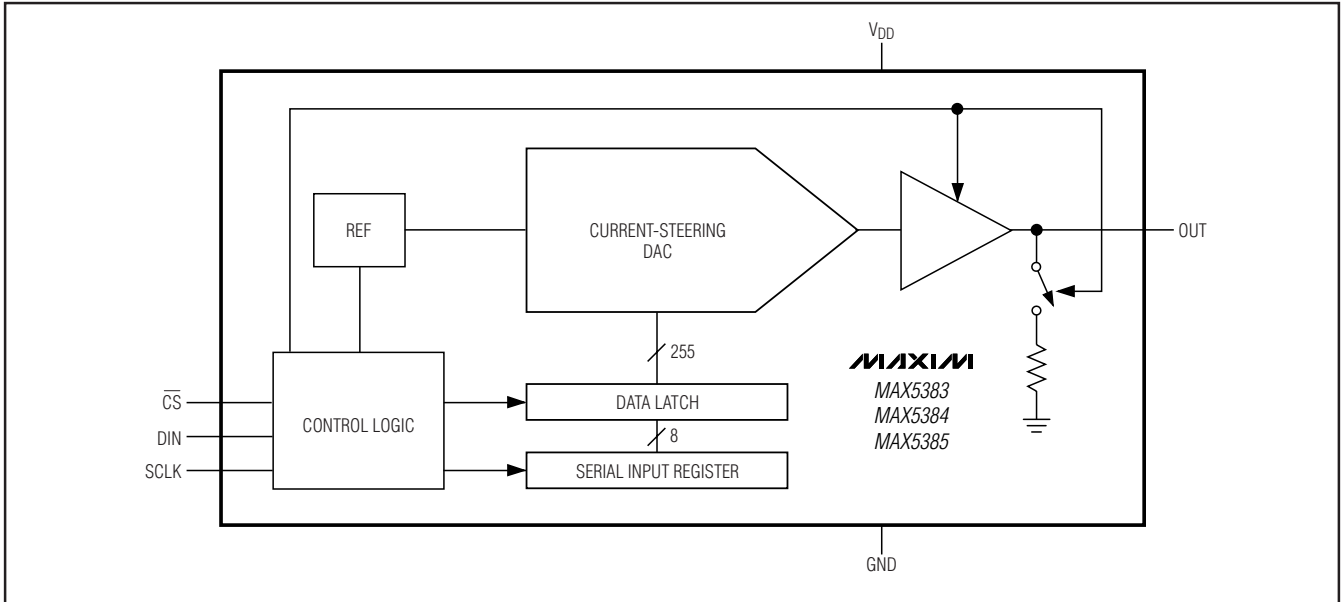 VDD
REF
CURRENT-STEERING
DAC
OUT
255
MAXIM
MAX5383
MAX5384
MAX5385
CS
DIN
SCLK
CONTROL LOGIC
DATA LATCH
8
SERIAL INPUT REGISTER
GND